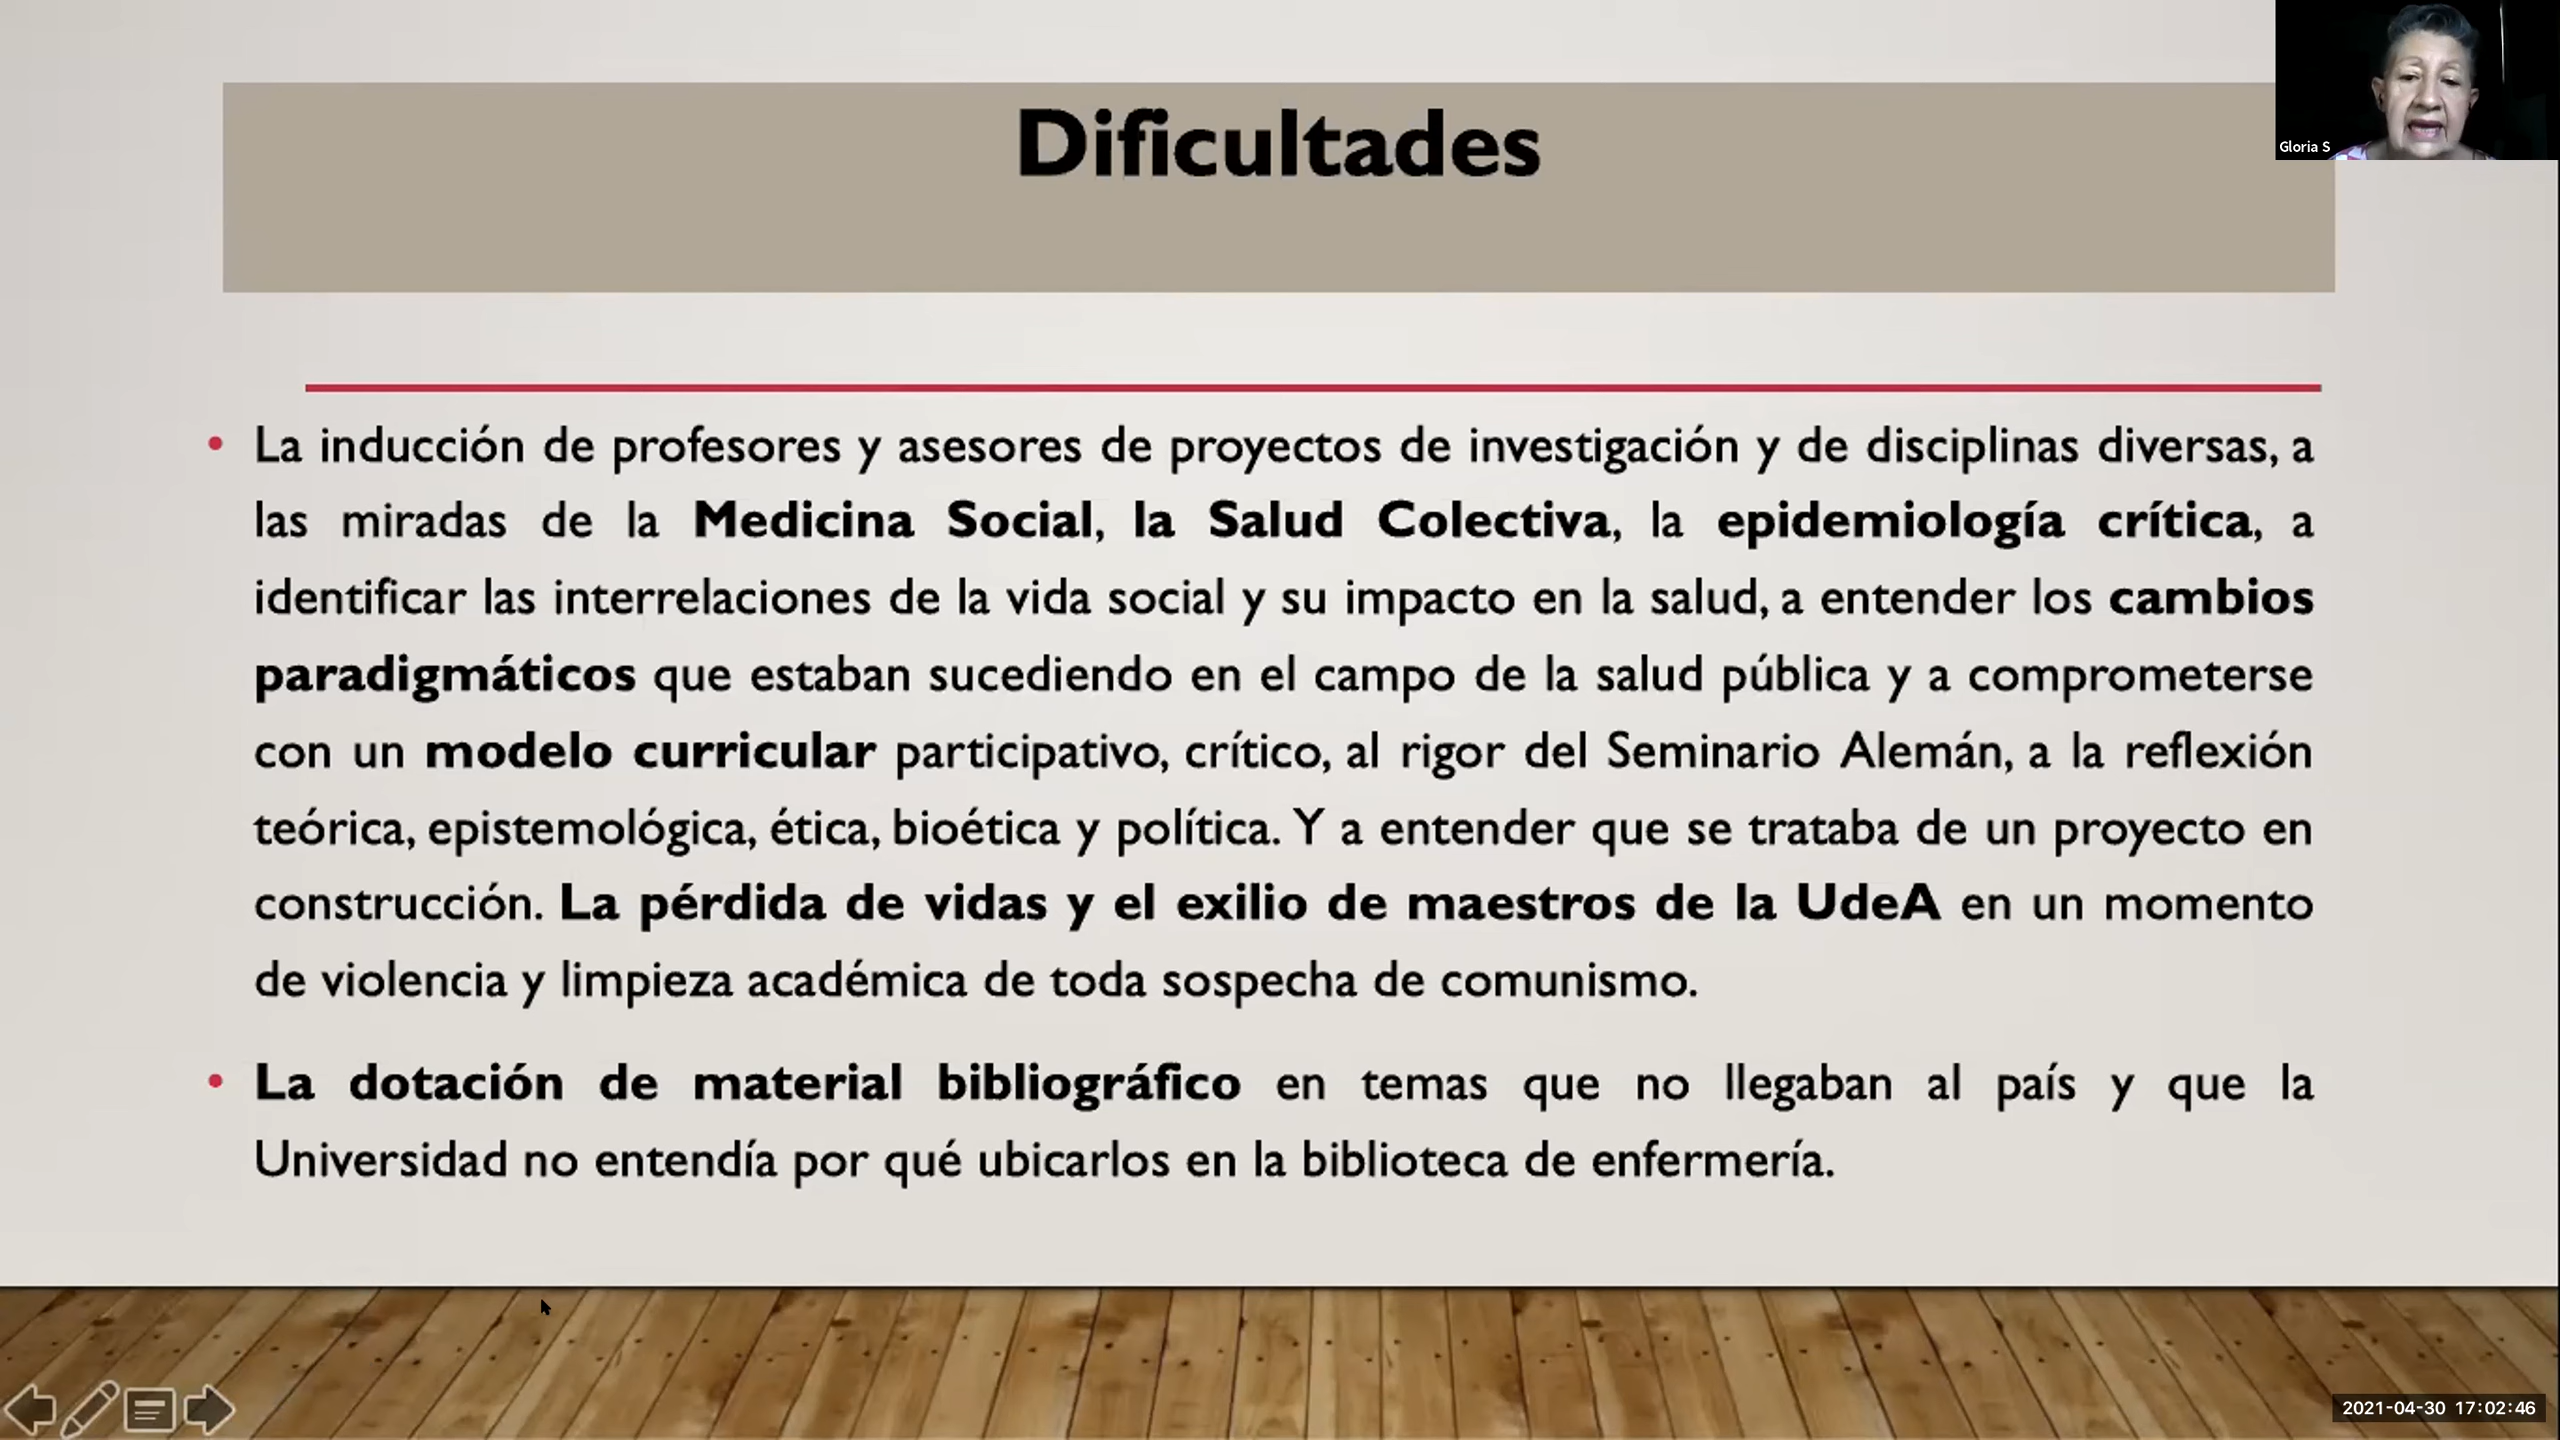 Dificultades
Gloria S
• La inducción de profesores y asesores de proyectos de investigación y de disciplinas diversas, a
las miradas de la Medicina Social, la Salud Colectiva, la epidemiología crítica, a
identificar las interrelaciones de la vida social y su impacto en la salud, a entender los cambios
paradigmáticos que estaban sucediendo en el campo de la salud pública y a comprometerse
con un modelo curricular participativo, crítico, al rigor del Seminario Alemán, a la reflexión
teórica, epistemológica, ética, bioética y política. Y a entender que se trataba de un proyecto en
construcción. La pérdida de vidas y el exilio de maestros de la UdeA en un momento
de violencia y limpieza académica de toda sospecha de comunismo.
• La dotación de material bibliográfico en temas que no llegaban al país y que la
Universidad no entendía por qué ubicarlos en la biblioteca de enfermería.
2021-04-30 17:02:46